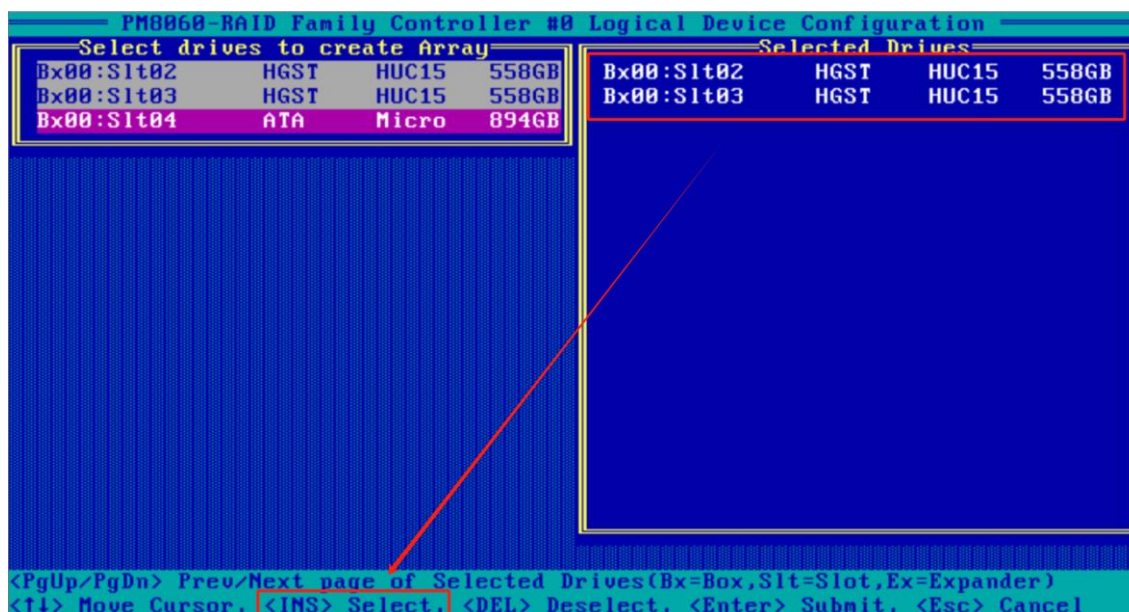 PM8060-RAID Family Controller #0 Logical Device Configuration
Select drives to create Array
Bx00:Slt02 HGST HUC15 558GB
Bx00:Slt03 HGST HUC15 558GB
Bx00:Slt04 ATA Micro 894GB
Selected Drives
Bx00:Slt02 HGST HUC15 558GB
Bx00:Slt03 HGST HUC15 558GB
<PgUp/PgDn> Prev/Next page of Selected Drives(Bx=Box,Slt=Slot,Ex=Expander)
<↑↓> Move Cursor, <INS> Select, <DEL> Deselect, <Enter> Submit, <Esc> Cancel